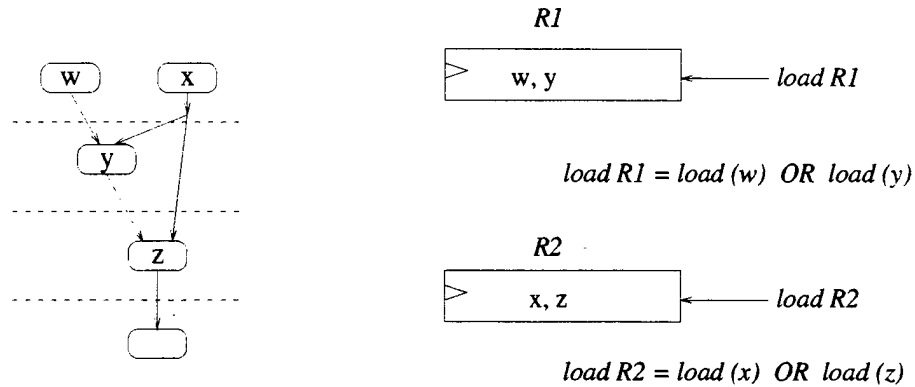 w
x
y
z
R1
w, y
load R1
load R1 = load (w) OR load (y)
R2
x, z
load R2
load R2 = load (x) OR load (z)